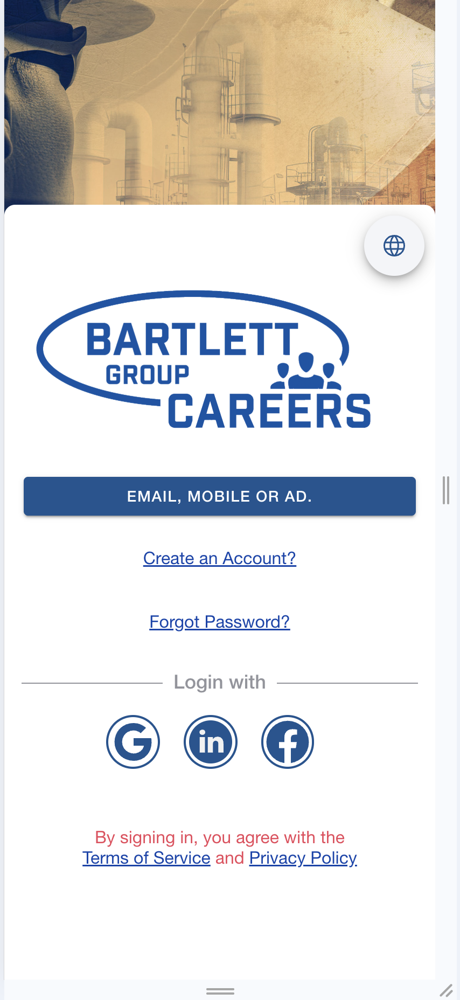 BARTLETT
GROUP
CAREERS
EMAIL, MOBILE OR AD.
Create an Account?
Forgot Password?
Login with
G in f
By signing in, you agree with the
Terms of Service and Privacy Policy